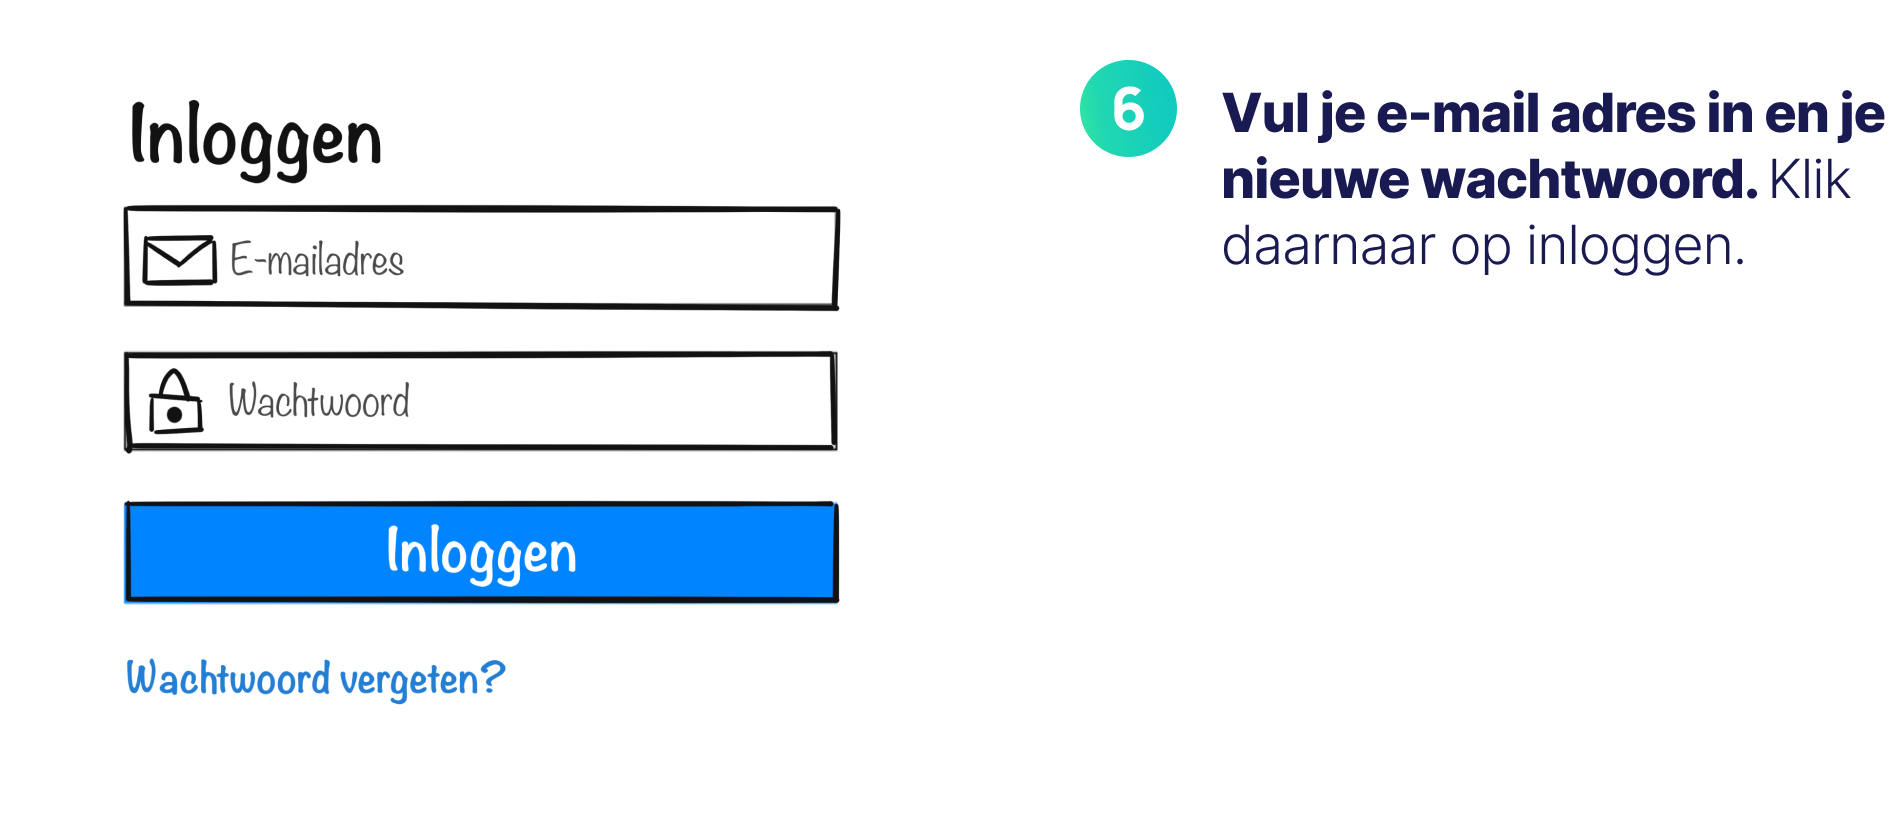 Inloggen
E-mailadres
Wachtwoord
Inloggen
Wachtwoord vergeten?
6
Vul je e-mail adres in en je
nieuwe wachtwoord. Klik
daarnaar op inloggen.